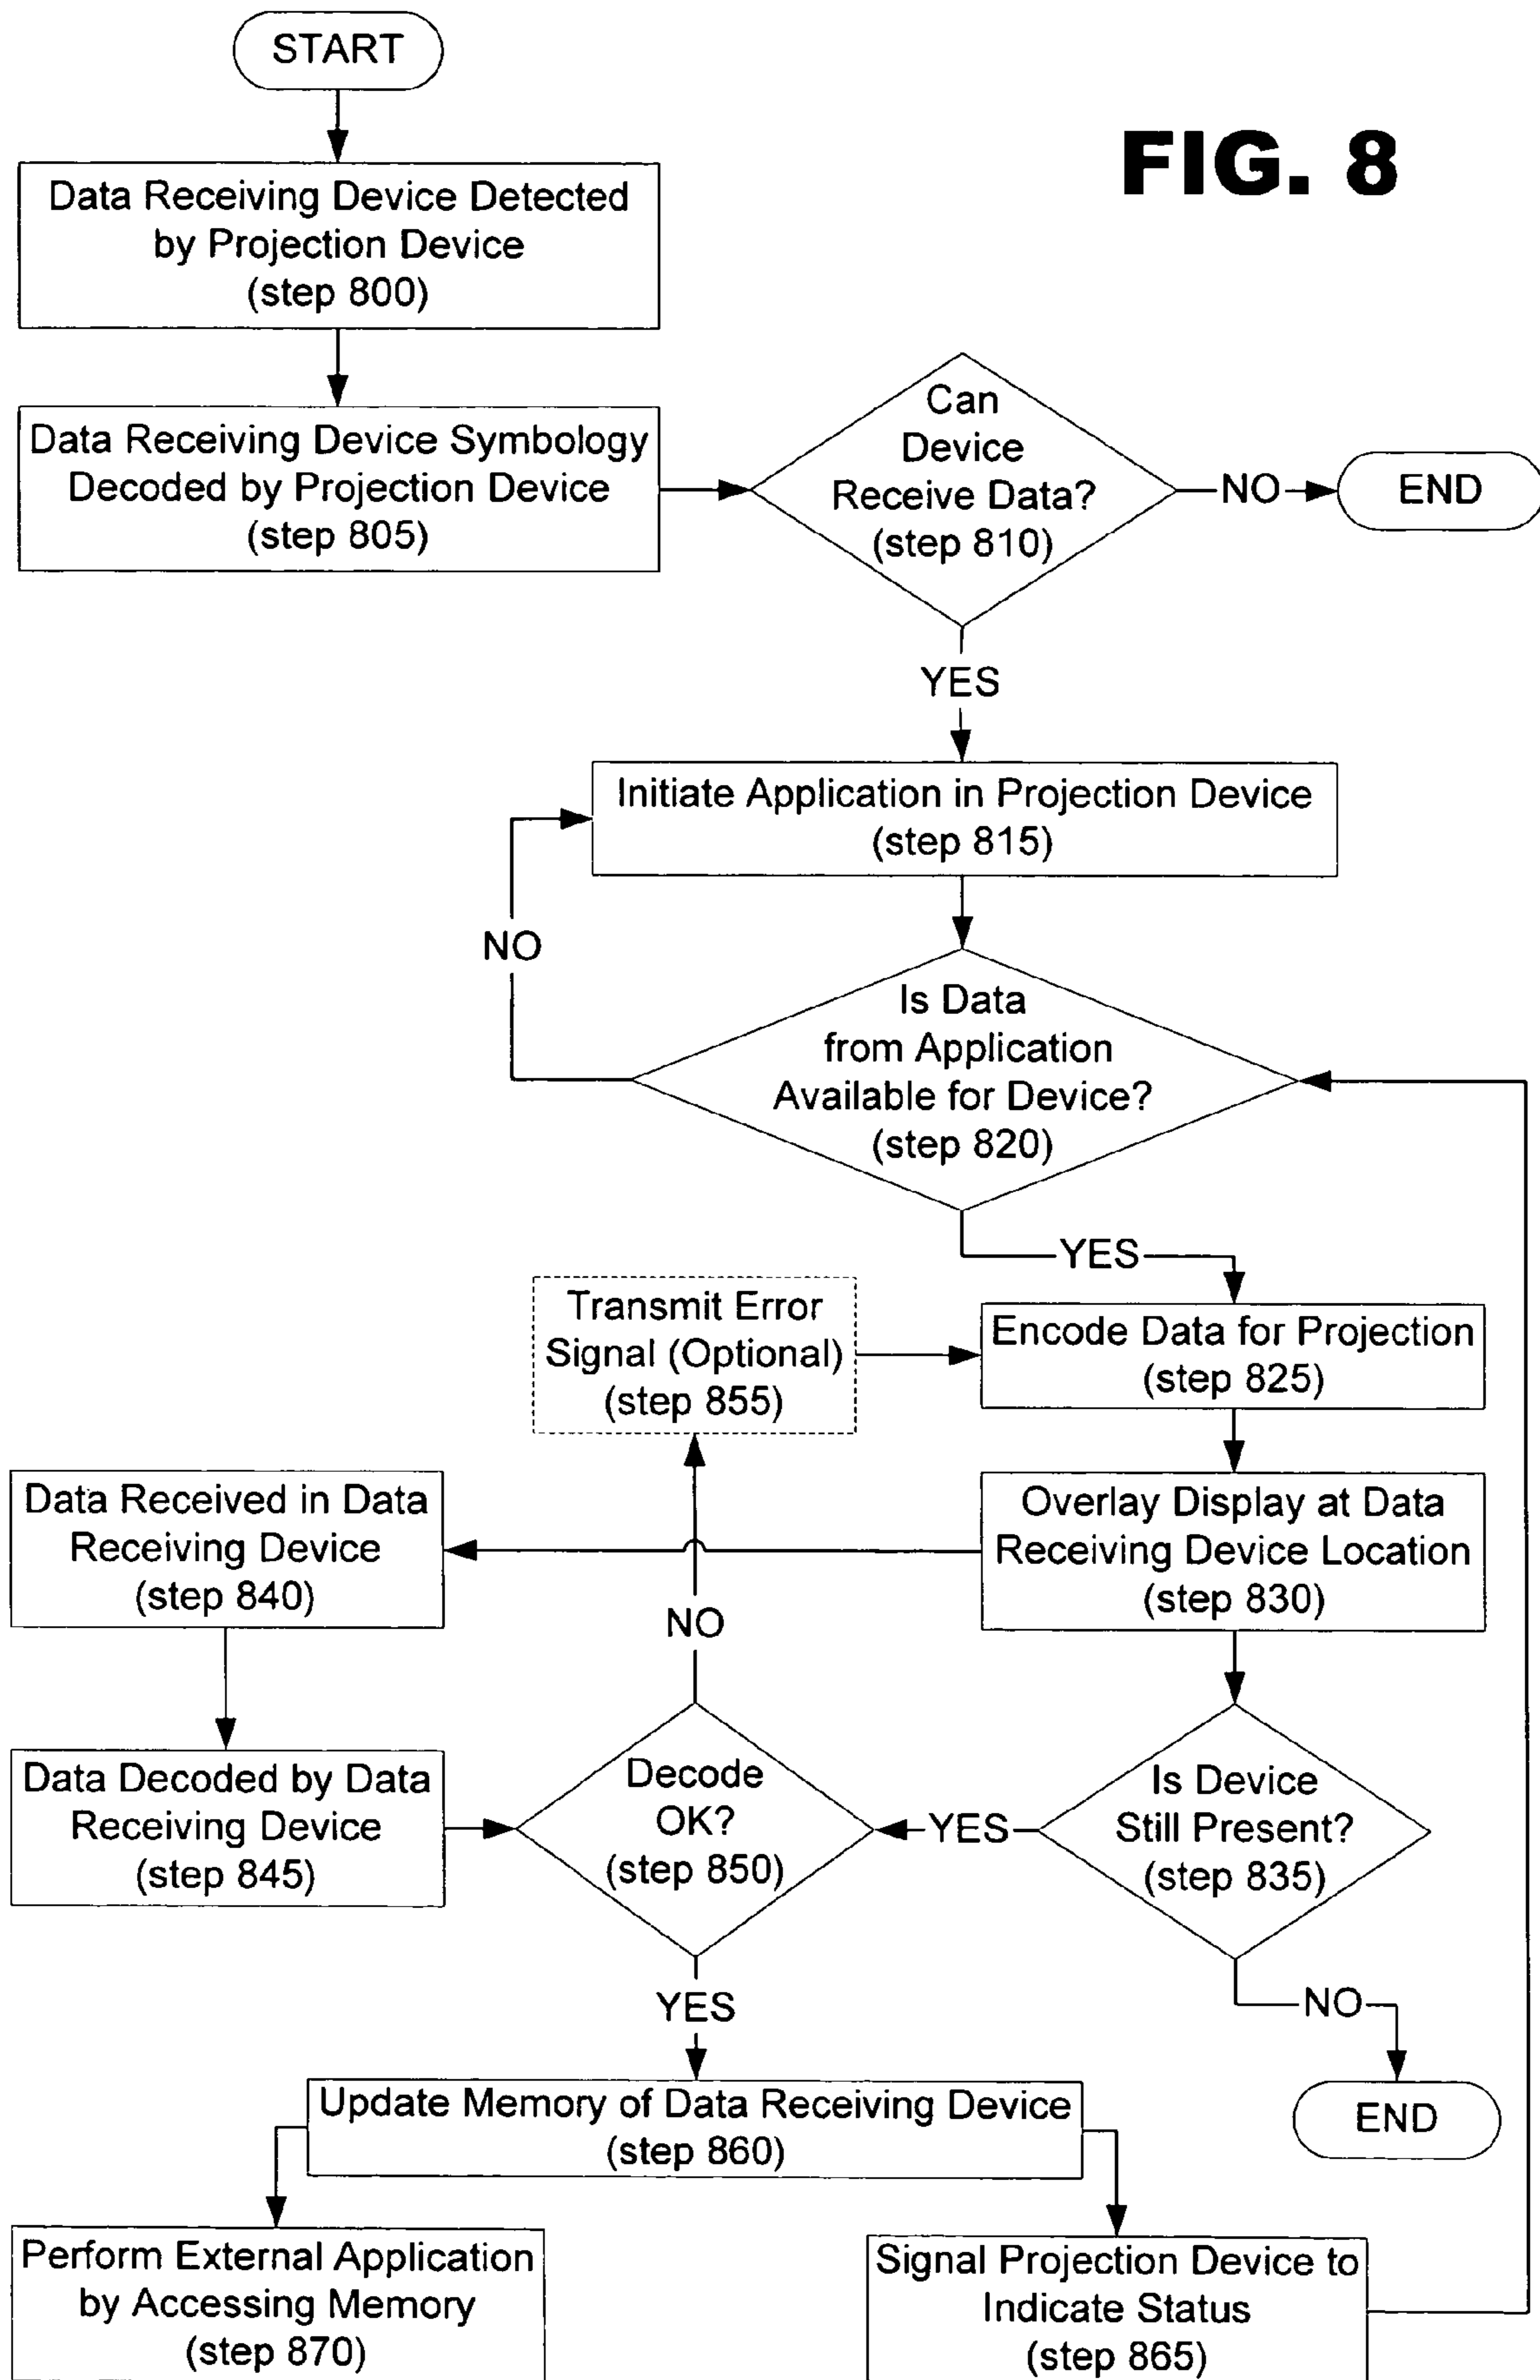 START
FIG. 8
Data Receiving Device Detected
by Projection Device
(step 800)
Data Receiving Device Symbology
Decoded by Projection Device
(step 805)
Can
Device
Receive Data?
(step 810)
NO
END
YES
Initiate Application in Projection Device
(step 815)
NO
Is Data
from Application
Available for Device?
(step 820)
YES
Transmit Error
Signal (Optional)
(step 855)
Encode Data for Projection
(step 825)
Data Received in Data
Receiving Device
(step 840)
Overlay Display at Data
Receiving Device Location
(step 830)
NO
Data Decoded by Data
Receiving Device
(step 845)
Decode
OK?
(step 850)
YES
Is Device
Still Present?
(step 835)
YES
NO
END
Update Memory of Data Receiving Device
(step 860)
Perform External Application
by Accessing Memory
(step 870)
Signal Projection Device to
Indicate Status
(step 865)